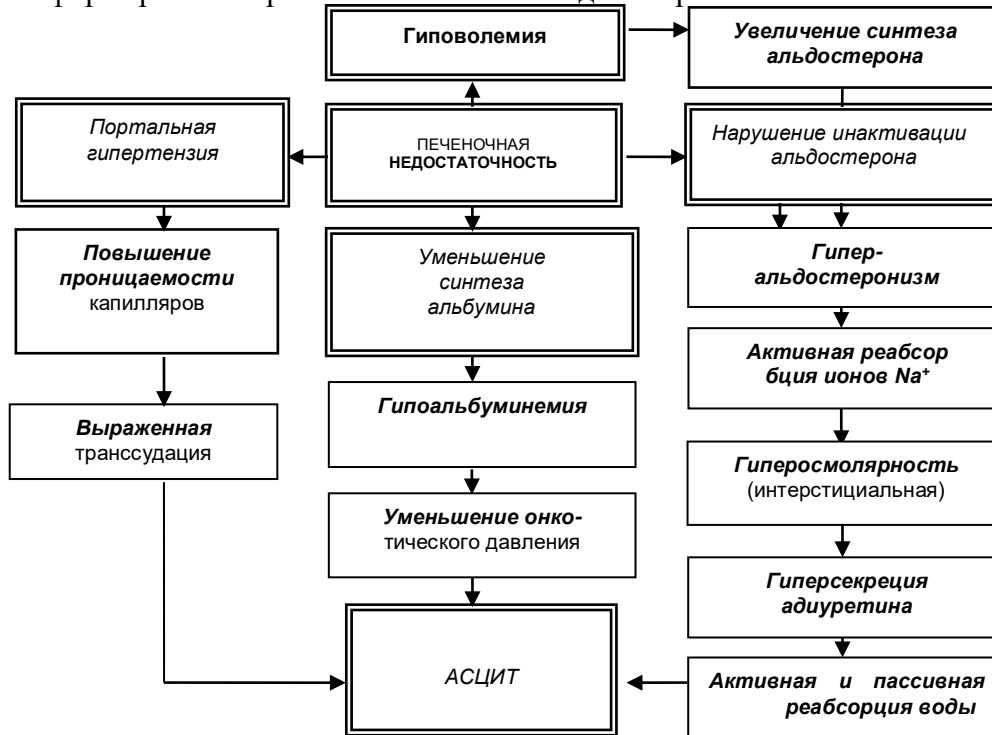 Гиповолемия
Увеличение синтеза
альдостерона
Портальная
гипертензия
ПЕЧЕНОЧНАЯ
НЕДОСТАТОЧНОСТЬ
Нарушение инактивации
альдостерона
Повышение
проницаемости
капилляров
Уменьшение
синтеза
альбумина
Гипер-
альдостеронизм
Активная реабсор
бция ионов Na⁺
Гипоальбуминемия
Выраженная
транссудация
Гиперосмолярность
(интерстициальная)
Уменьшение онко-
тического давления
Гиперсекреция
адиуретина
АСЦИТ
Активная и пассивная
реабсорция воды